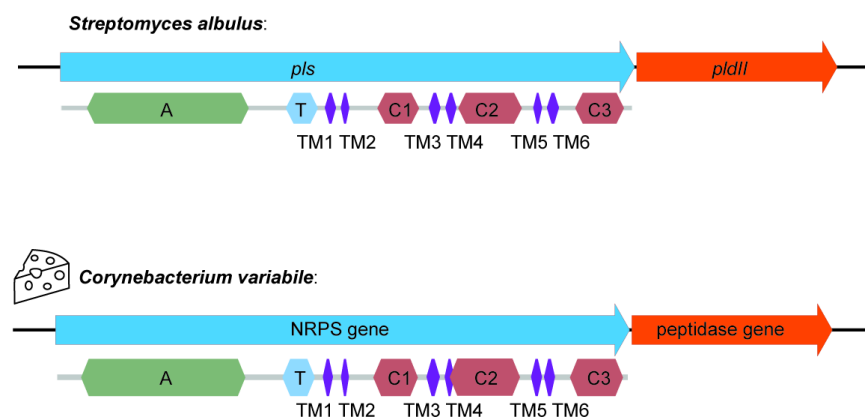 Streptomyces albulus:
pls pldII
A T C1 C2 C3
TM1 TM2 TM3 TM4 TM5 TM6
Corynebacterium variabile:
NRPS gene peptidase gene
A T C1 C2 C3
TM1 TM2 TM3 TM4 TM5 TM6